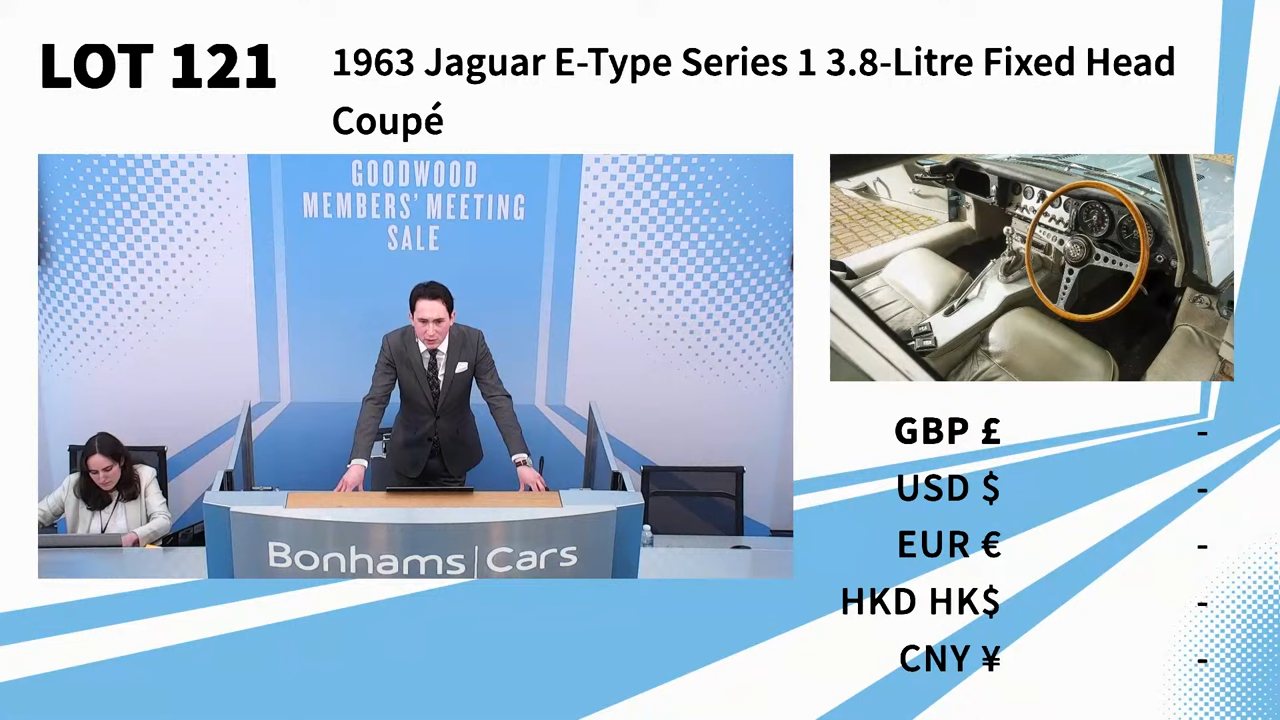 LOT 121
1963 Jaguar E-Type Series 1 3.8-Litre Fixed Head
Coupé
GOODWOOD
MEMBERS' MEETING
SALE
Bonhams|Cars
GBP £ -
USD $ -
EUR € -
HKD HK$ -
CNY ¥ -